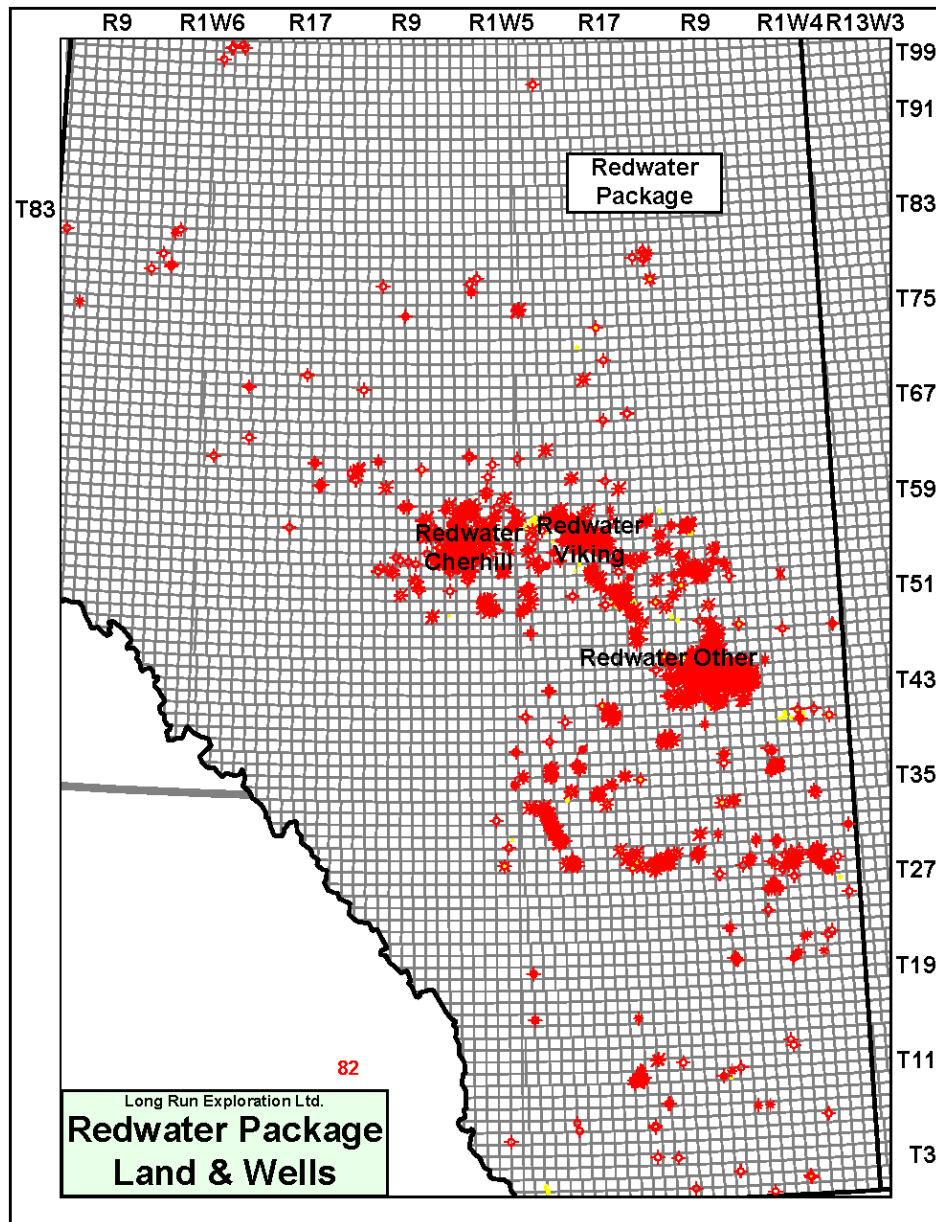 R9 R1W6 R17 R9 R1W5 R17 R9 R1W4 R13W3
T99
T91
Redwater
Package
T83
T83
T75
T67
T59
Redwater
Cherhill
Redwater
Viking
T51
Redwater Other
T43
T35
T27
T19
T11
82
Long Run Exploration Ltd.
Redwater Package
Land & Wells
T3